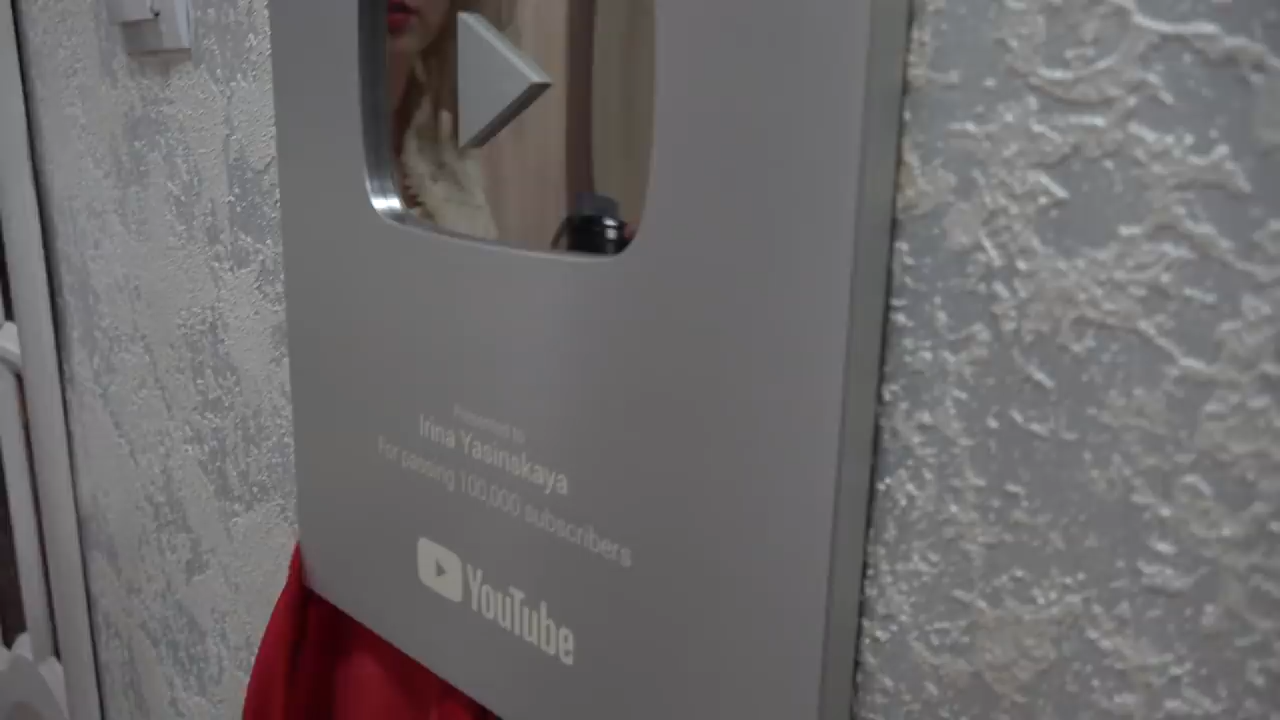 Presented to
Irina Yasinskaya
For passing 100,000 subscribers
YouTube